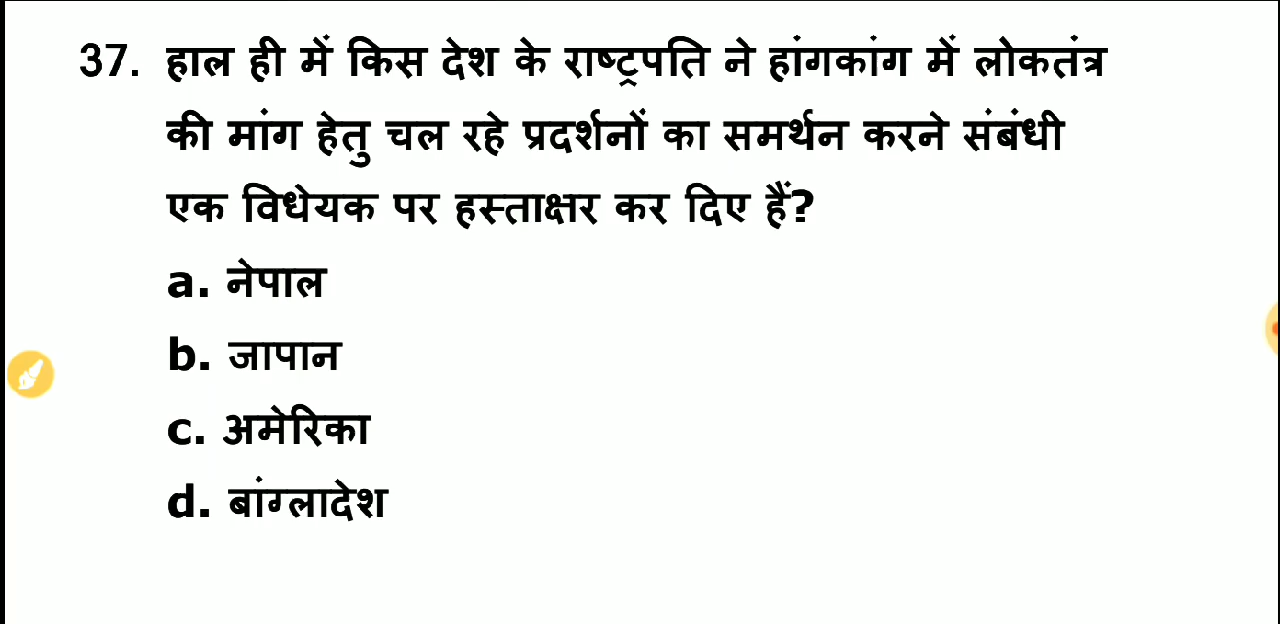 37. हाल ही में किस देश के राष्ट्रपति ने हांगकांग में लोकतंत्र
की मांग हेतु चल रहे प्रदर्शनों का समर्थन करने संबंधी
एक विधेयक पर हस्ताक्षर कर दिए हैं?
a. नेपाल
b. जापान
c. अमेरिका
d. बांग्लादेश